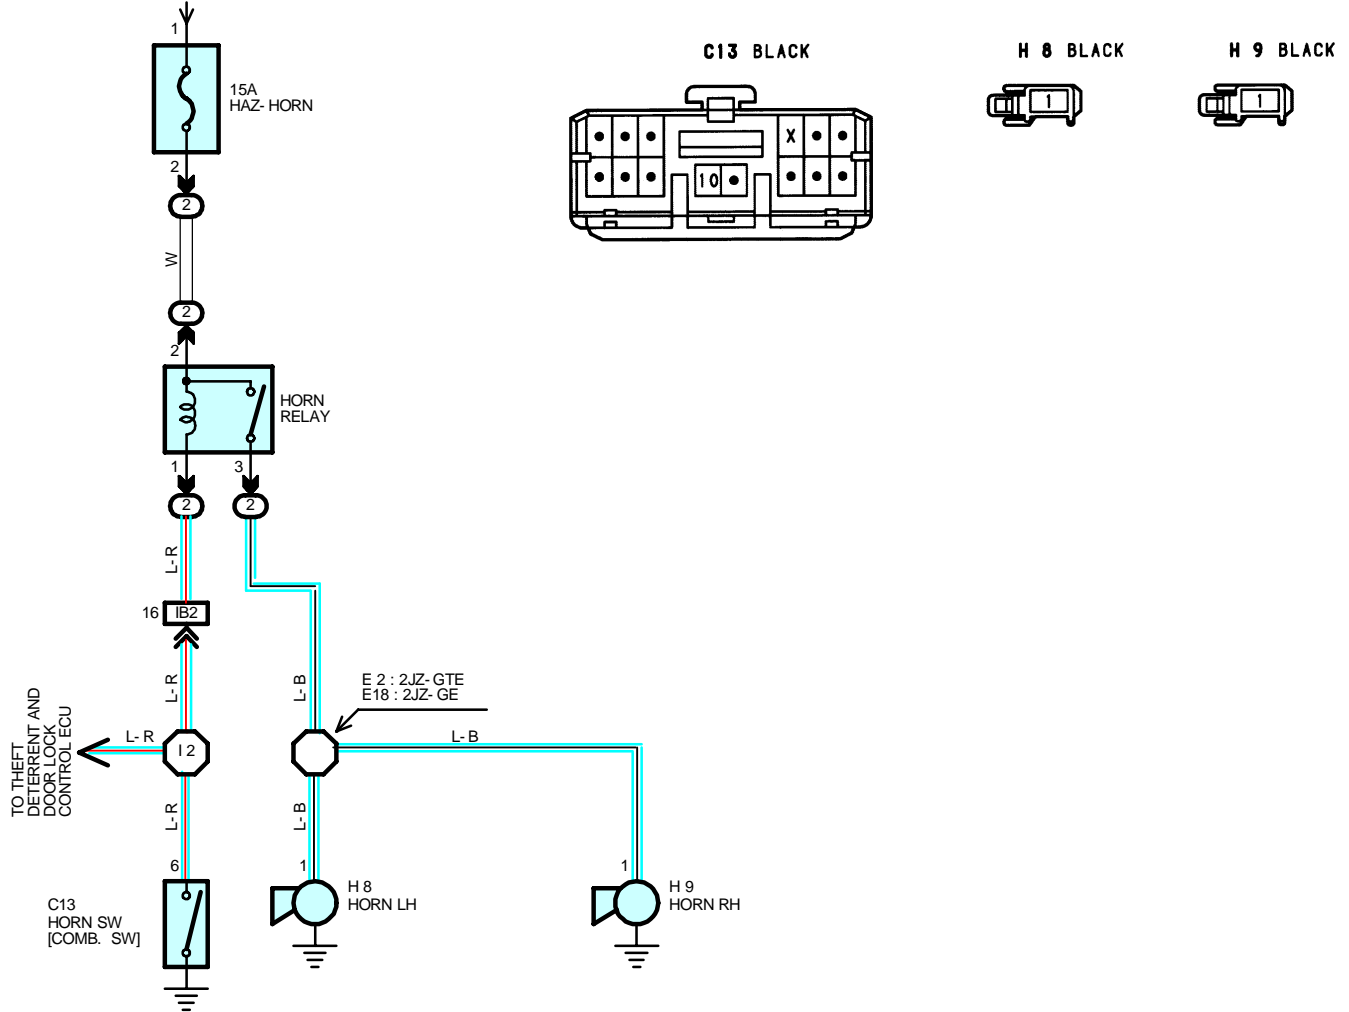 1
15A
HAZ- HORN
2
2
W
2
2
HORN
RELAY
1
3
2
2
L- R
16
IB2
L- R
L- B
E 2 : 2JZ- GTE
E18 : 2JZ- GE
TO THEFT
DETERRENT AND
DOOR LOCK
CONTROL ECU
L- R
I 2
L- B
L- R
L- B
6
1
1
C13
HORN SW
[COMB. SW]
H 8
HORN LH
H 9
HORN RH
C13 BLACK
X
10
H 8 BLACK
1
H 9 BLACK
1